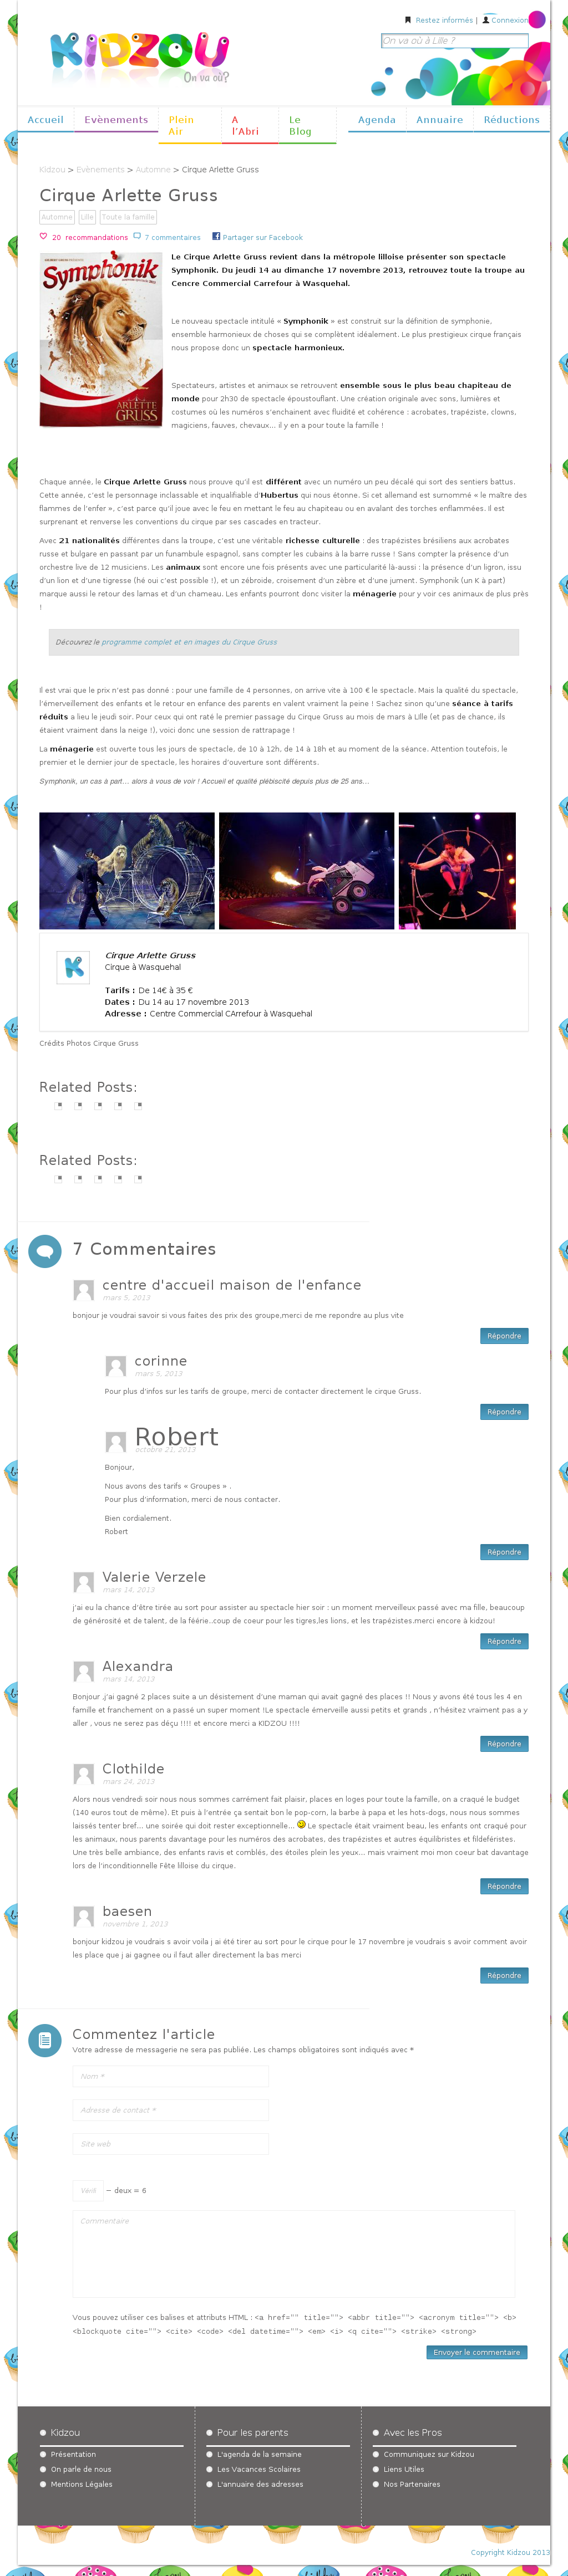 Restez informés | Connexion
KIDZOU
On va où?
On va où à Lille ?
Accueil
Evènements
Plein Air
A l'Abri
Le Blog
Agenda
Annuaire
Réductions
Kidzou > Evènements > Automne > Cirque Arlette Gruss
Cirque Arlette Gruss
Automne Lille Toute la famille
20 recommandations 7 commentaires Partager sur Facebook
Symphonik
ARLETTE
GRUSS
Le Cirque Arlette Gruss revient dans la métropole lilloise présenter son spectacle
Symphonik. Du jeudi 14 au dimanche 17 novembre 2013, retrouvez toute la troupe au
Cencre Commercial Carrefour à Wasquehal.
Le nouveau spectacle intitulé « Symphonik » est construit sur la définition de symphonie,
ensemble harmonieux de choses qui se complètent idéalement. Le plus prestigieux cirque français
nous propose donc un spectacle harmonieux.
Spectateurs, artistes et animaux se retrouvent ensemble sous le plus beau chapiteau de
monde pour 2h30 de spectacle époustouflant. Une création originale avec sons, lumières et
costumes où les numéros s'enchainent avec fluidité et cohérence : acrobates, trapéziste, clowns,
magiciens, fauves, chevaux… il y en a pour toute la famille !
Chaque année, le Cirque Arlette Gruss nous prouve qu'il est différent avec un numéro un peu décalé qui sort des sentiers battus.
Cette année, c'est le personnage inclassable et inqualifiable d'Hubertus qui nous étonne. Si cet allemand est surnommé « le maître des
flammes de l'enfer », c'est parce qu'il joue avec le feu en mettant le feu au chapiteau ou en avalant des torches enflammées. Il est
surprenant et renverse les conventions du cirque par ses cascades en tracteur.
Avec 21 nationalités différentes dans la troupe, c'est une véritable richesse culturelle : des trapézistes brésiliens aux acrobates
russe et bulgare en passant par un funambule espagnol, sans compter les cubains à la barre russe ! Sans compter la présence d'un
orchestre live de 12 musiciens. Les animaux sont encore une fois présents avec une particularité là-aussi : la présence d'un ligron, issu
d'un lion et d'une tigresse (hé oui c'est possible !), et un zébroïde, croisement d'un zèbre et d'une jument. Symphonik (un K à part)
marque aussi le retour des lamas et d'un chameau. Les enfants pourront donc visiter la ménagerie pour y voir ces animaux de plus près
!
Découvrez le programme complet et en images du Cirque Gruss
Il est vrai que le prix n'est pas donné : pour une famille de 4 personnes, on arrive vite à 100 € le spectacle. Mais la qualité du spectacle,
l'émerveillement des enfants et le retour en enfance des parents en valent vraiment la peine ! Sachez sinon qu'une séance à tarifs
réduits a lieu le jeudi soir. Pour ceux qui ont raté le premier passage du Cirque Gruss au mois de mars à Lille (et pas de chance, ils
étaient vraiment dans la neige !), voici donc une session de rattrapage !
La ménagerie est ouverte tous les jours de spectacle, de 10 à 12h, de 14 à 18h et au moment de la séance. Attention toutefois, le
premier et le dernier jour de spectacle, les horaires d'ouverture sont différents.
Symphonik, un cas à part… alors à vous de voir ! Accueil et qualité plébiscité depuis plus de 25 ans…
Cirque Arlette Gruss
Cirque à Wasquehal
Tarifs : De 14€ à 35 €
Dates : Du 14 au 17 novembre 2013
Adresse : Centre Commercial CArrefour à Wasquehal
Crédits Photos Cirque Gruss
Related Posts:
Related Posts:
7 Commentaires
centre d'accueil maison de l'enfance
mars 5, 2013
bonjour je voudrai savoir si vous faites des prix des groupe,merci de me repondre au plus vite
Répondre
corinne
mars 5, 2013
Pour plus d'infos sur les tarifs de groupe, merci de contacter directement le cirque Gruss.
Répondre
Robert
octobre 21, 2013
Bonjour,
Nous avons des tarifs « Groupes » .
Pour plus d'information, merci de nous contacter.
Bien cordialement.
Robert
Répondre
Valerie Verzele
mars 14, 2013
j'ai eu la chance d'être tirée au sort pour assister au spectacle hier soir : un moment merveilleux passé avec ma fille, beaucoup
de générosité et de talent, de la féérie..coup de coeur pour les tigres,les lions, et les trapézistes:merci encore à kidzou!
Répondre
Alexandra
mars 14, 2013
Bonjour ,j'ai gagné 2 places suite a un désistement d'une maman qui avait gagné des places !! Nous y avons été tous les 4 en
famille et franchement on a passé un super moment !Le spectacle émerveille aussi petits et grands , n'hésitez vraiment pas a y
aller , vous ne serez pas déçu !!!! et encore merci a KIDZOU !!!!
Répondre
Clothilde
mars 24, 2013
Alors nous vendredi soir nous nous sommes carrément fait plaisir, places en loges pour toute la famille, on a craqué le budget
(140 euros tout de même). Et puis à l'entrée ça sentait bon le pop-corn, la barbe à papa et les hots-dogs, nous nous sommes
laissés tenter bref… une soirée qui doit rester exceptionnelle… Le spectacle était vraiment beau, les enfants ont craqué pour
les animaux, nous parents davantage pour les numéros des acrobates, des trapézistes et autres équilibristes et fildeféristes.
Une très belle ambiance, des enfants ravis et comblés, des étoiles plein les yeux… mais vraiment moi mon coeur bat davantage
lors de l'inconditionnelle Fête lilloise du cirque.
Répondre
baesen
novembre 1, 2013
bonjour kidzou je voudrais s avoir voila j ai été tirer au sort pour le cirque pour le 17 novembre je voudrais s avoir comment avoir
les place que j ai gagnee ou il faut aller directement la bas merci
Répondre
Commentez l'article
Votre adresse de messagerie ne sera pas publiée. Les champs obligatoires sont indiqués avec *
Nom *
Adresse de contact *
Site web
− deux = 6
Commentaire
Vous pouvez utiliser ces balises et attributs HTML : <a href="" title=""> <abbr title=""> <acronym title=""> <b>
<blockquote cite=""> <cite> <code> <del datetime=""> <em> <i> <q cite=""> <strike> <strong>
Envoyer le commentaire
Kidzou
Présentation
On parle de nous
Mentions Légales
Pour les parents
L'agenda de la semaine
Les Vacances Scolaires
L'annuaire des adresses
Avec les Pros
Communiquez sur Kidzou
Liens Utiles
Nos Partenaires
Copyright Kidzou 2013